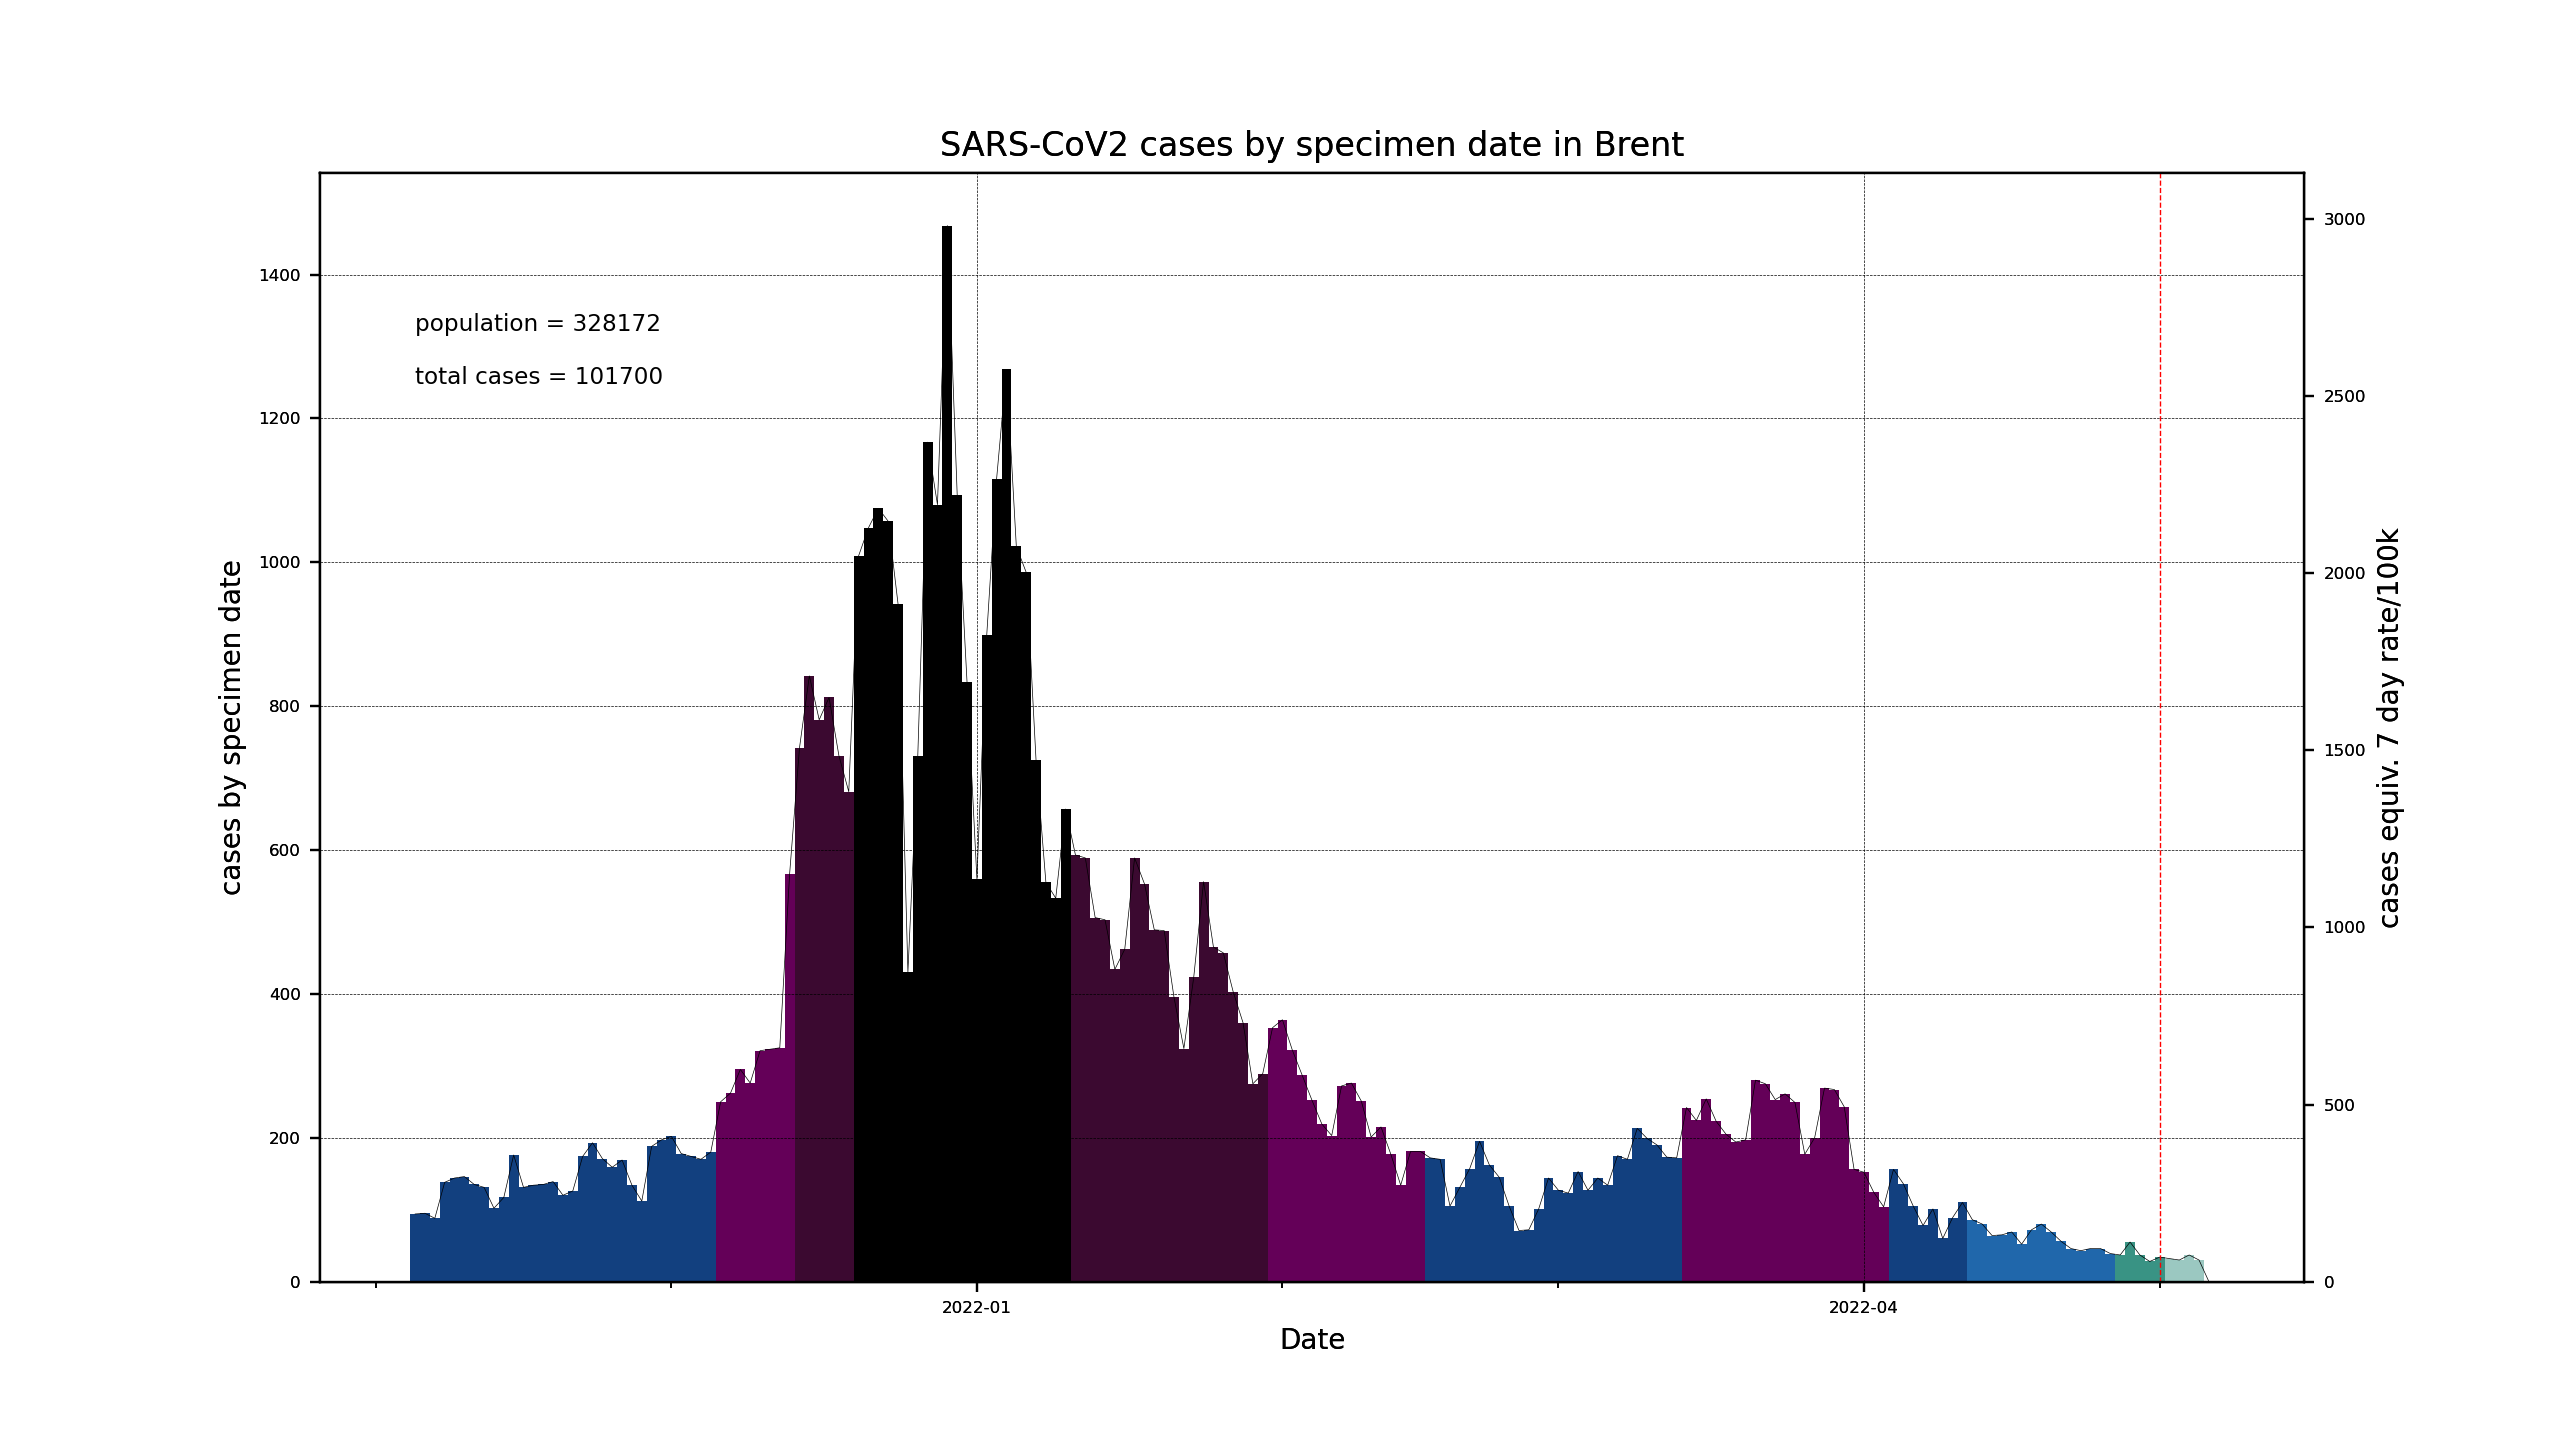 SARS-CoV2 cases by specimen date in Brent
population = 328172
total cases = 101700
cases by specimen date
1400
1200
1000
800
600
400
200
0
3000
2500
2000
1500
1000
500
0
cases equiv. 7 day rate/100k
2022-01
2022-04
Date